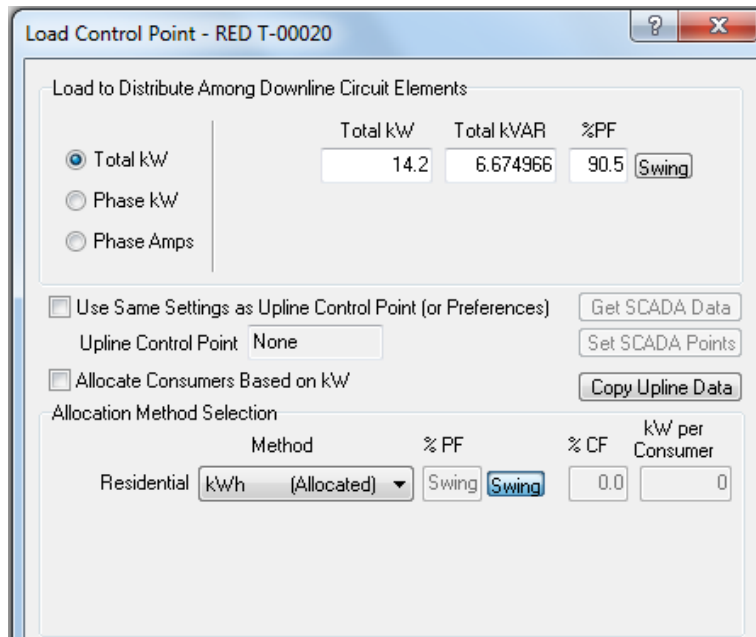 Load Control Point - RED T-00020
? X
Load to Distribute Among Downline Circuit Elements
Total kW Total kVAR %PF
Total kW 14.2 6.674966 90.5 Swing
Phase kW
Phase Amps
Use Same Settings as Upline Control Point (or Preferences) Get SCADA Data
Upline Control Point None Set SCADA Points
Allocate Consumers Based on kW Copy Upline Data
Allocation Method Selection
Method % PF % CF kW per Consumer
Residential kWh (Allocated) Swing Swing 0.0 0